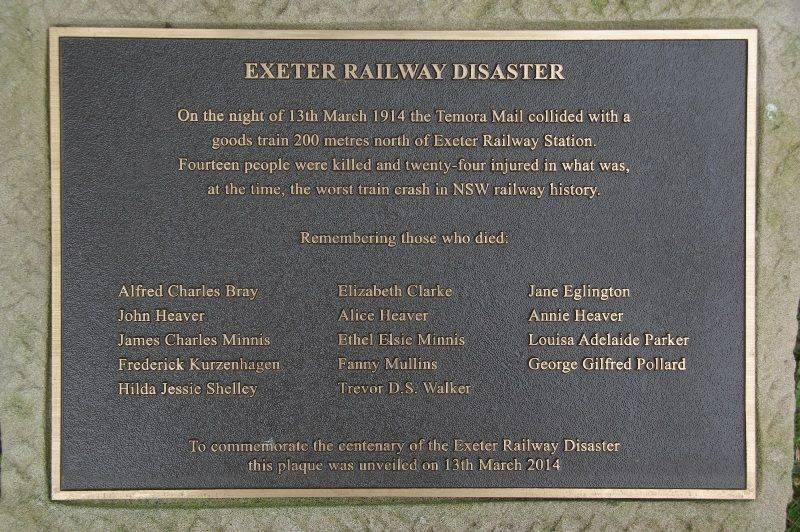 EXETER RAILWAY DISASTER
On the night of 13th March 1914 the Temora Mail collided with a
goods train 200 metres north of Exeter Railway Station.
Fourteen people were killed and twenty-four injured in what was,
at the time, the worst train crash in NSW railway history.
Remembering those who died:
Alfred Charles Bray Elizabeth Clarke Jane Eglington
John Heaver Alice Heaver Annie Heaver
James Charles Minnis Ethel Elsie Minnis Louisa Adelaide Parker
Frederick Kurzenhagen Fanny Mullins George Gilfred Pollard
Hilda Jessie Shelley Trevor D.S. Walker
To commemorate the centenary of the Exeter Railway Disaster
this plaque was unveiled on 13th March 2014